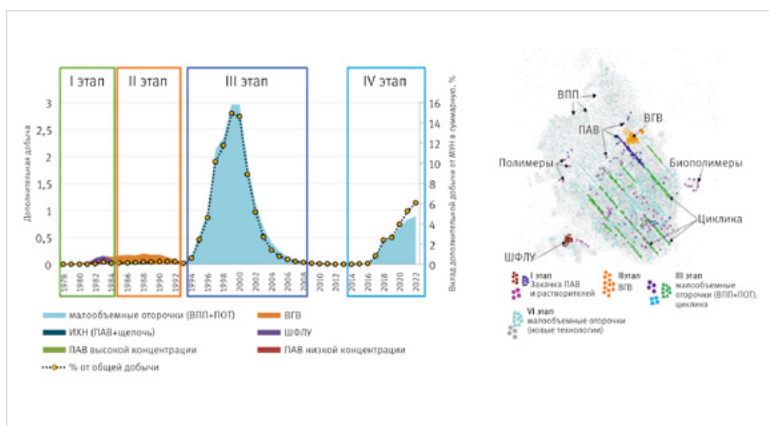 I этап
II этап
III этап
IV этап
Дополнительная добыча
3
2,5
2
1,5
1
0,5
0
16
14
12
10
8
6
4
2
0
Вклад дополнительной добычи от МУН в суммарную, %
1978
1980
1982
1984
1986
1988
1990
1992
1994
1996
1998
2000
2002
2004
2006
2008
2010
2012
2014
2016
2018
2020
2022
малообъемные оторочки (ВПП+ПОТ)
ВГВ
ИХН (ПАВ+щелочь)
ШФЛУ
ПАВ высокой концентрации
ПАВ низкой концентрации
% от общей добычи
ВПП
ВГВ
ПАВ
Полимеры
Биополимеры
Циклика
ШФЛУ
I этап
Закачка ПАВ
и растворителей
IIэтап
ВГВ
III этап
малообъемные
оторочки (ВПП+ПОТ),
циклика
VI этап
малообъемные оторочки
(новые технологии)